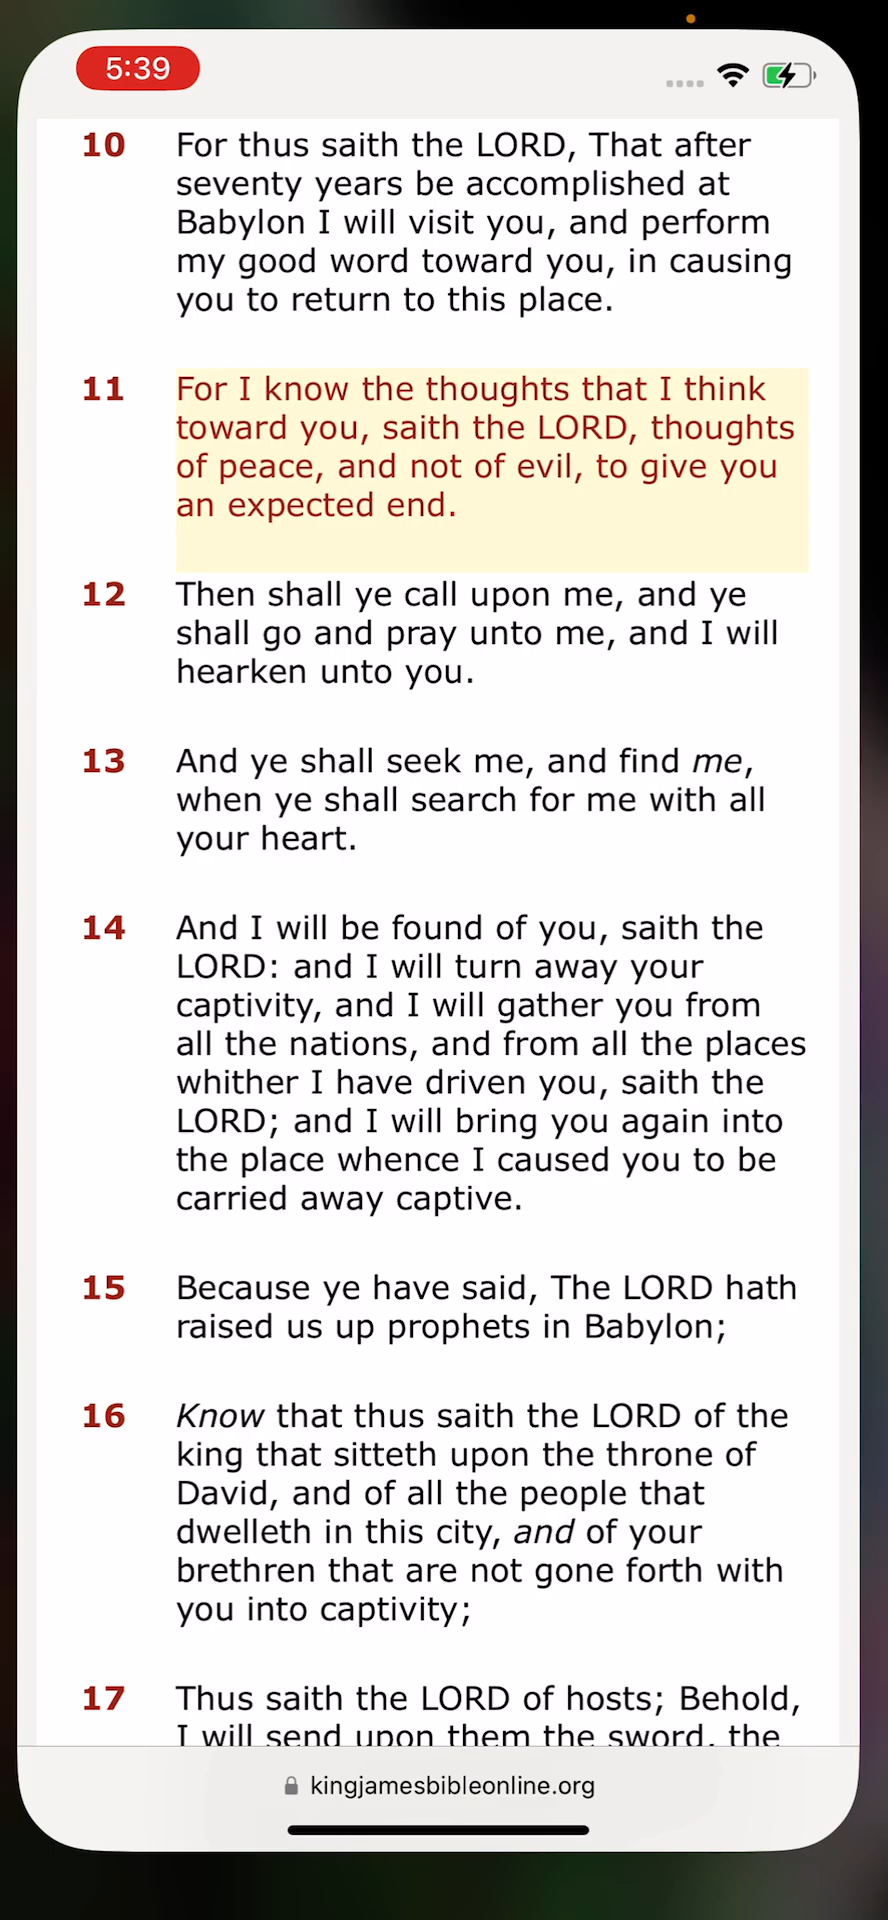 5:39
10 For thus saith the LORD, That after
seventy years be accomplished at
Babylon I will visit you, and perform
my good word toward you, in causing
you to return to this place.
11 For I know the thoughts that I think
toward you, saith the LORD, thoughts
of peace, and not of evil, to give you
an expected end.
12 Then shall ye call upon me, and ye
shall go and pray unto me, and I will
hearken unto you.
13 And ye shall seek me, and find me,
when ye shall search for me with all
your heart.
14 And I will be found of you, saith the
LORD: and I will turn away your
captivity, and I will gather you from
all the nations, and from all the places
whither I have driven you, saith the
LORD; and I will bring you again into
the place whence I caused you to be
carried away captive.
15 Because ye have said, The LORD hath
raised us up prophets in Babylon;
16 Know that thus saith the LORD of the
king that sitteth upon the throne of
David, and of all the people that
dwelleth in this city, and of your
brethren that are not gone forth with
you into captivity;
17 Thus saith the LORD of hosts; Behold,
I will send upon them the sword, the
kingjamesbibleonline.org